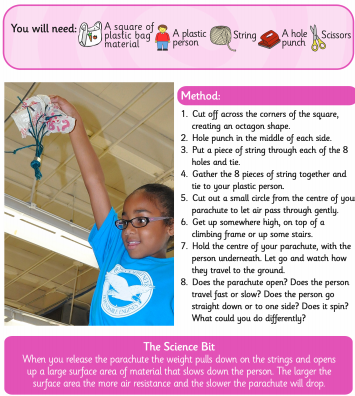 You will need:
A square of
plastic bag
material
A plastic
person
String
A hole
punch
Scissors
Method:
1. Cut off across the corners of the square,
creating an octagon shape.
2. Hole punch in the middle of each side.
3. Put a piece of string through each of the 8
holes and tie.
4. Gather the 8 pieces of string together and
tie to your plastic person.
5. Cut out a small circle from the centre of you
parachute to let air pass through gently.
6. Get up somewhere high, on top of a
climbing frame or up some stairs.
7. Hold the centre of your parachute, with the
person underneath. Let go and watch how
they travel to the ground.
8. Does the parachute open? Does the person
travel fast or slow? Does the person go
straight down or to one side? Does it spin?
What could you do differently?
The Science Bit
When you release the parachute the weight pulls down on the strings and opens
up a large surface area of material that slows down the person. The larger the
surface area the more air resistance and the slower the parachute will drop.